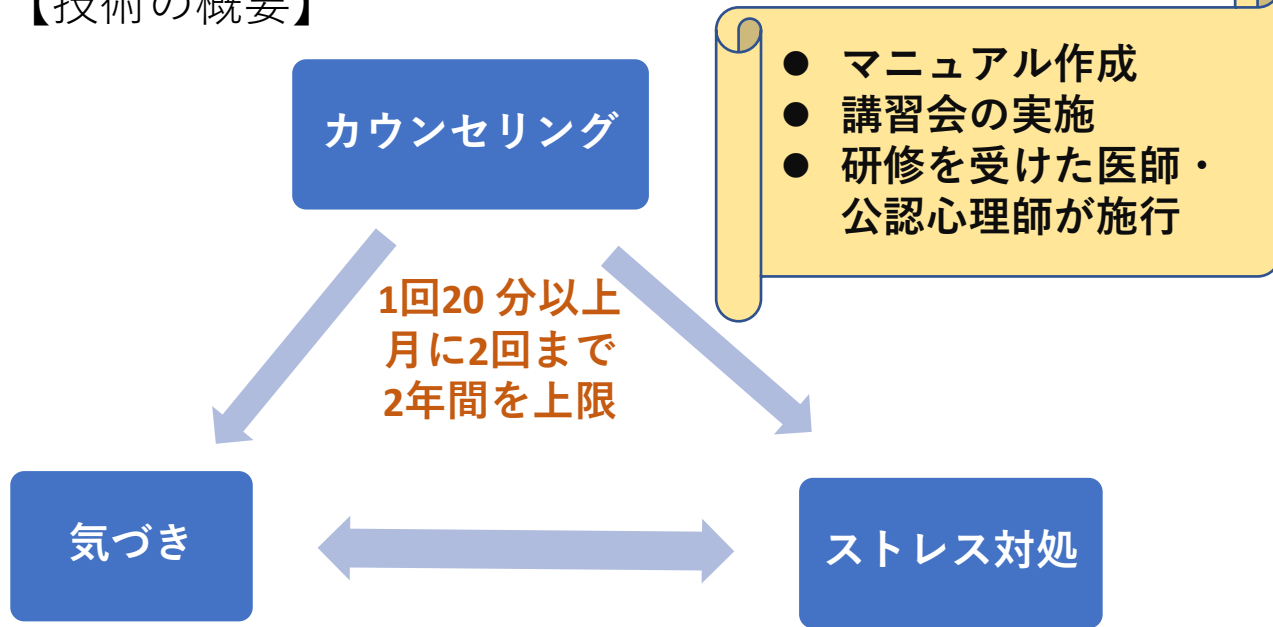 【技術の概要】
カウンセリング
● マニュアル作成
● 講習会の実施
● 研修を受けた医師・
公認心理師が施行
1回20 分以上
月に2回まで
2年間を上限
気づき
ストレス対処